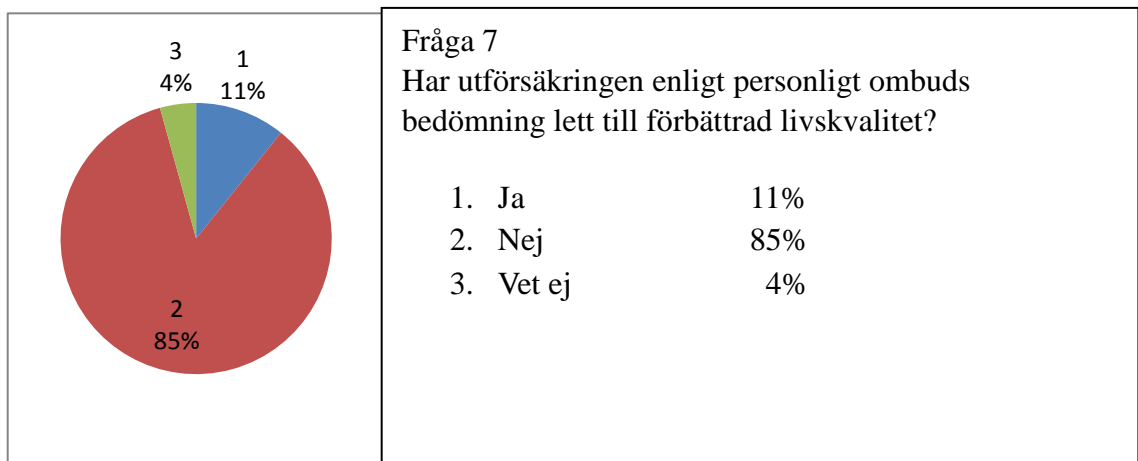 3
4%
1
11%
2
85%
Fråga 7
Har utförsäkringen enligt personligt ombuds
bedömning lett till förbättrad livskvalitet?
1. Ja 11%
2. Nej 85%
3. Vet ej 4%